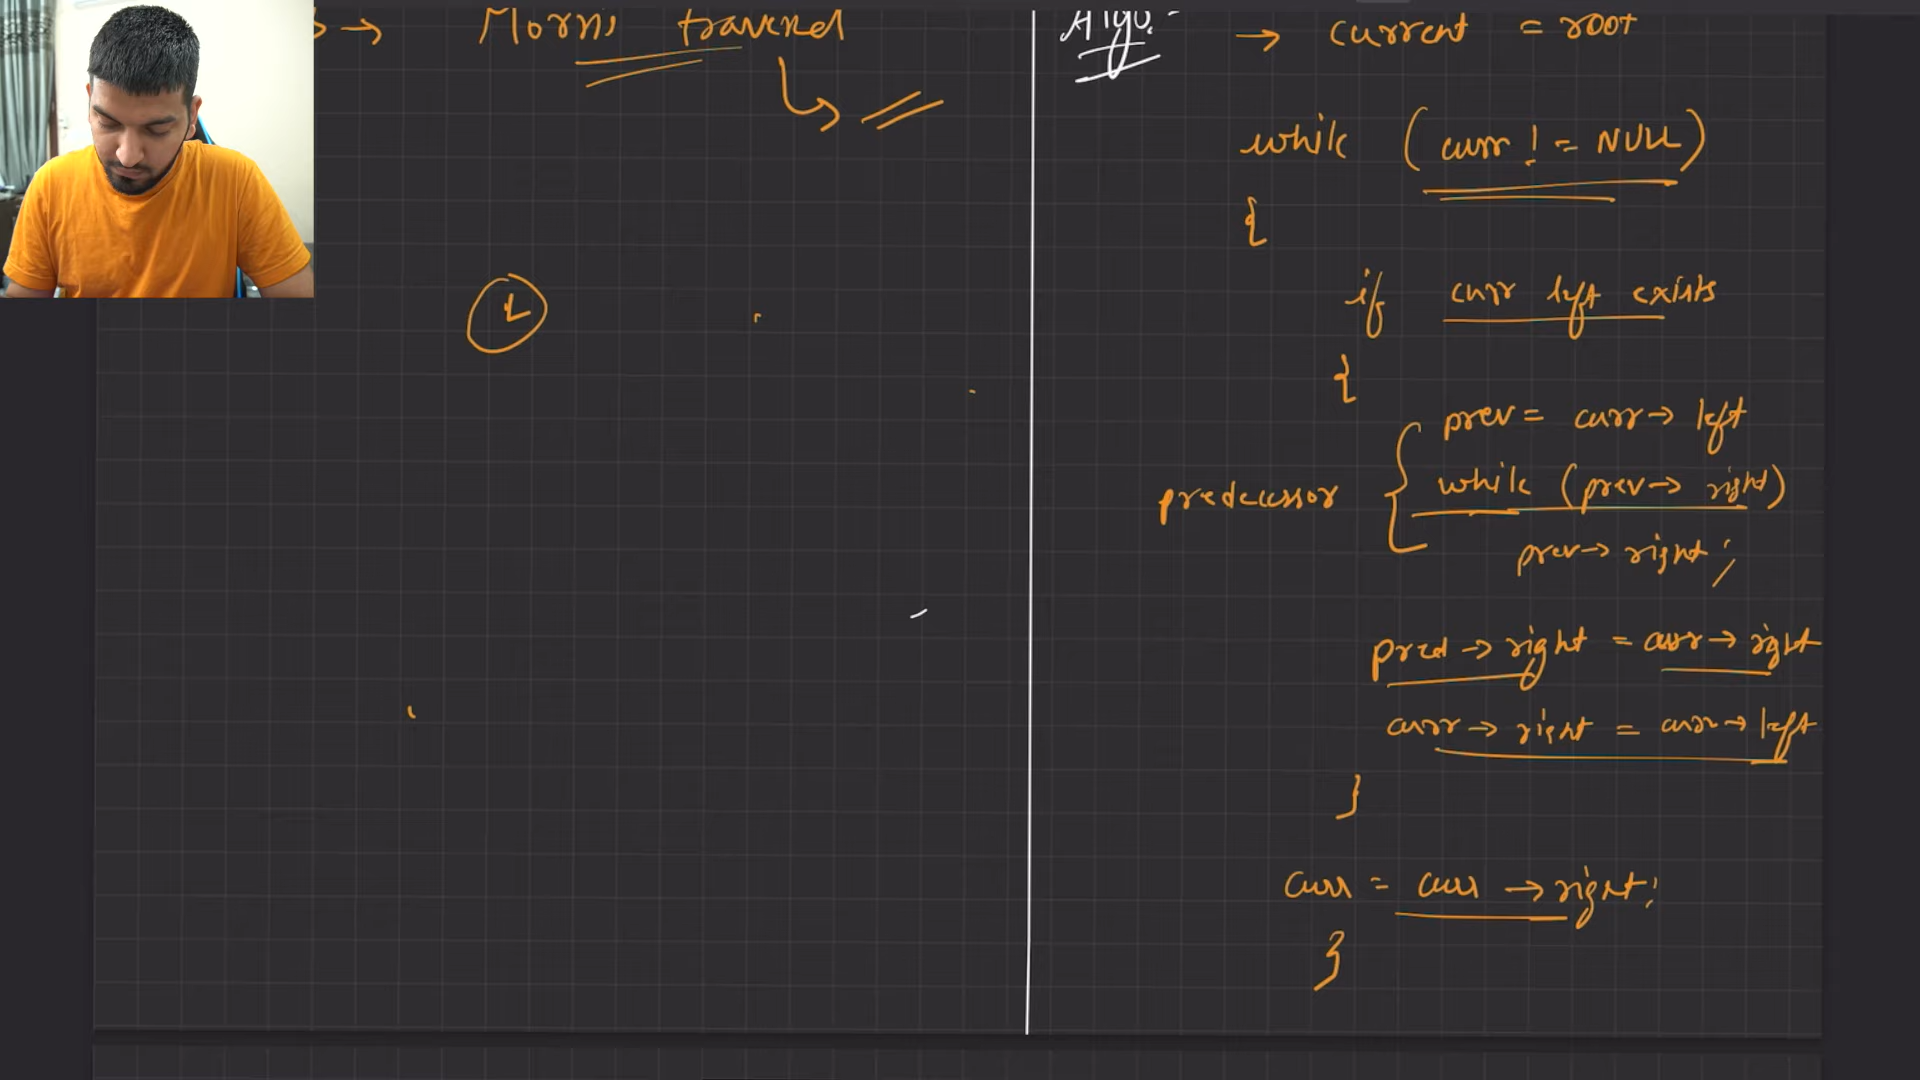 → Morris traversal
L
Algo:-
→ current = root
while (curr != NULL)
{
if curr left exists
{
prev = curr → left
while (prev → right)
predecessor
prev → right;
pred → right = curr → right
curr → right = curr → left
}
curr = curr → right;
}